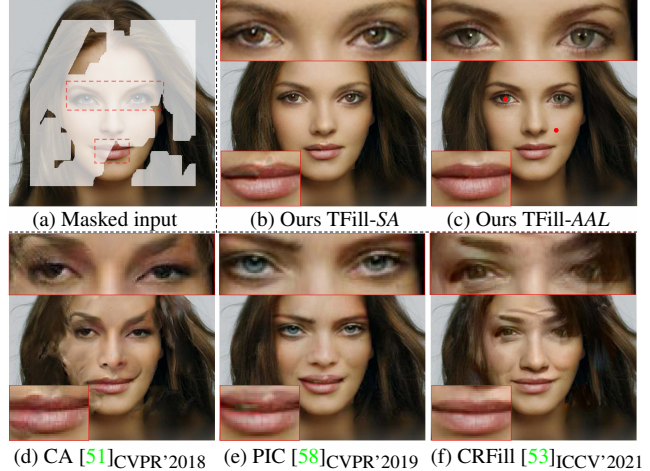 (a) Masked input
(b) Ours TFill-SA
(c) Ours TFill-AAL
(d) CA [51]CVPR'2018
(e) PIC [58]CVPR'2019
(f) CRFill [53]ICCV'2021